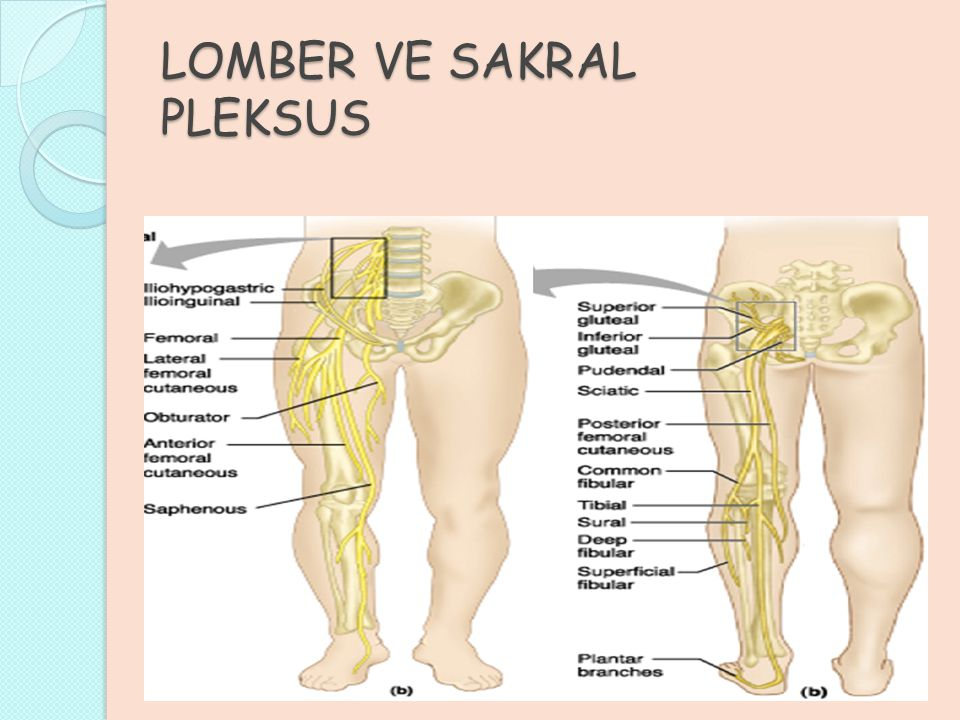 LOMBER VE SAKRAL
PLEKSUS
al
Iliohypogastric
Ilioinguinal
Femoral
Lateral
femoral
cutaneous
Obturator
Anterior
femoral
cutaneous
Saphenous
(b)
Superior
gluteal
Inferior
gluteal
Pudendal
Sciatic
Posterior
femoral
cutaneous
Common
fibular
Tibial
Sural
Deep
fibular
Superficial
fibular
Plantar
branches
(b)